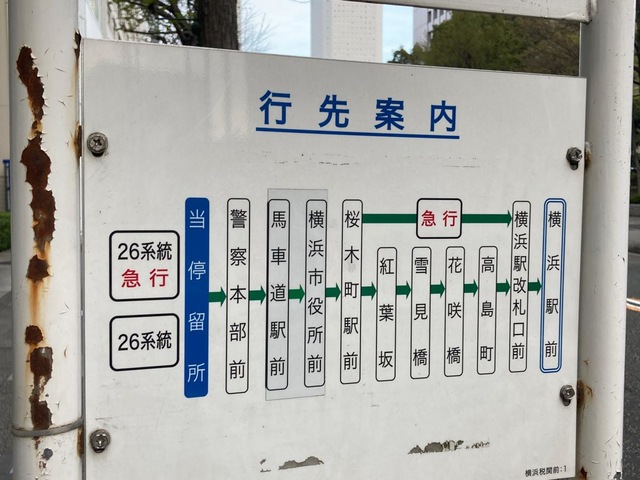 行先案内
26系統
急行
26系統
当停留所
警察本部前
馬車道駅前
横浜市役所前
桜木町駅前
急行
紅葉坂
雪見橋
花咲橋
高島町
横浜駅改札口前
横浜駅前
横浜税関前:1